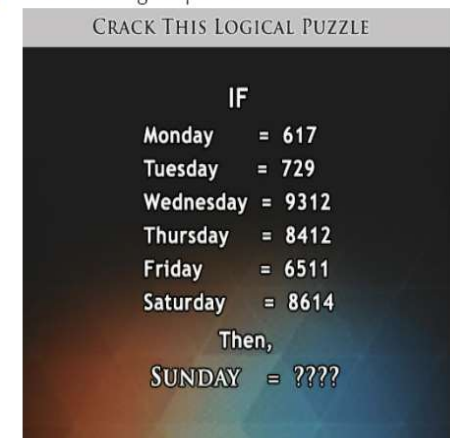 CRACK THIS LOGICAL PUZZLE
IF
Monday = 617
Tuesday = 729
Wednesday = 9312
Thursday = 8412
Friday = 6511
Saturday = 8614
Then,
SUNDAY = ????